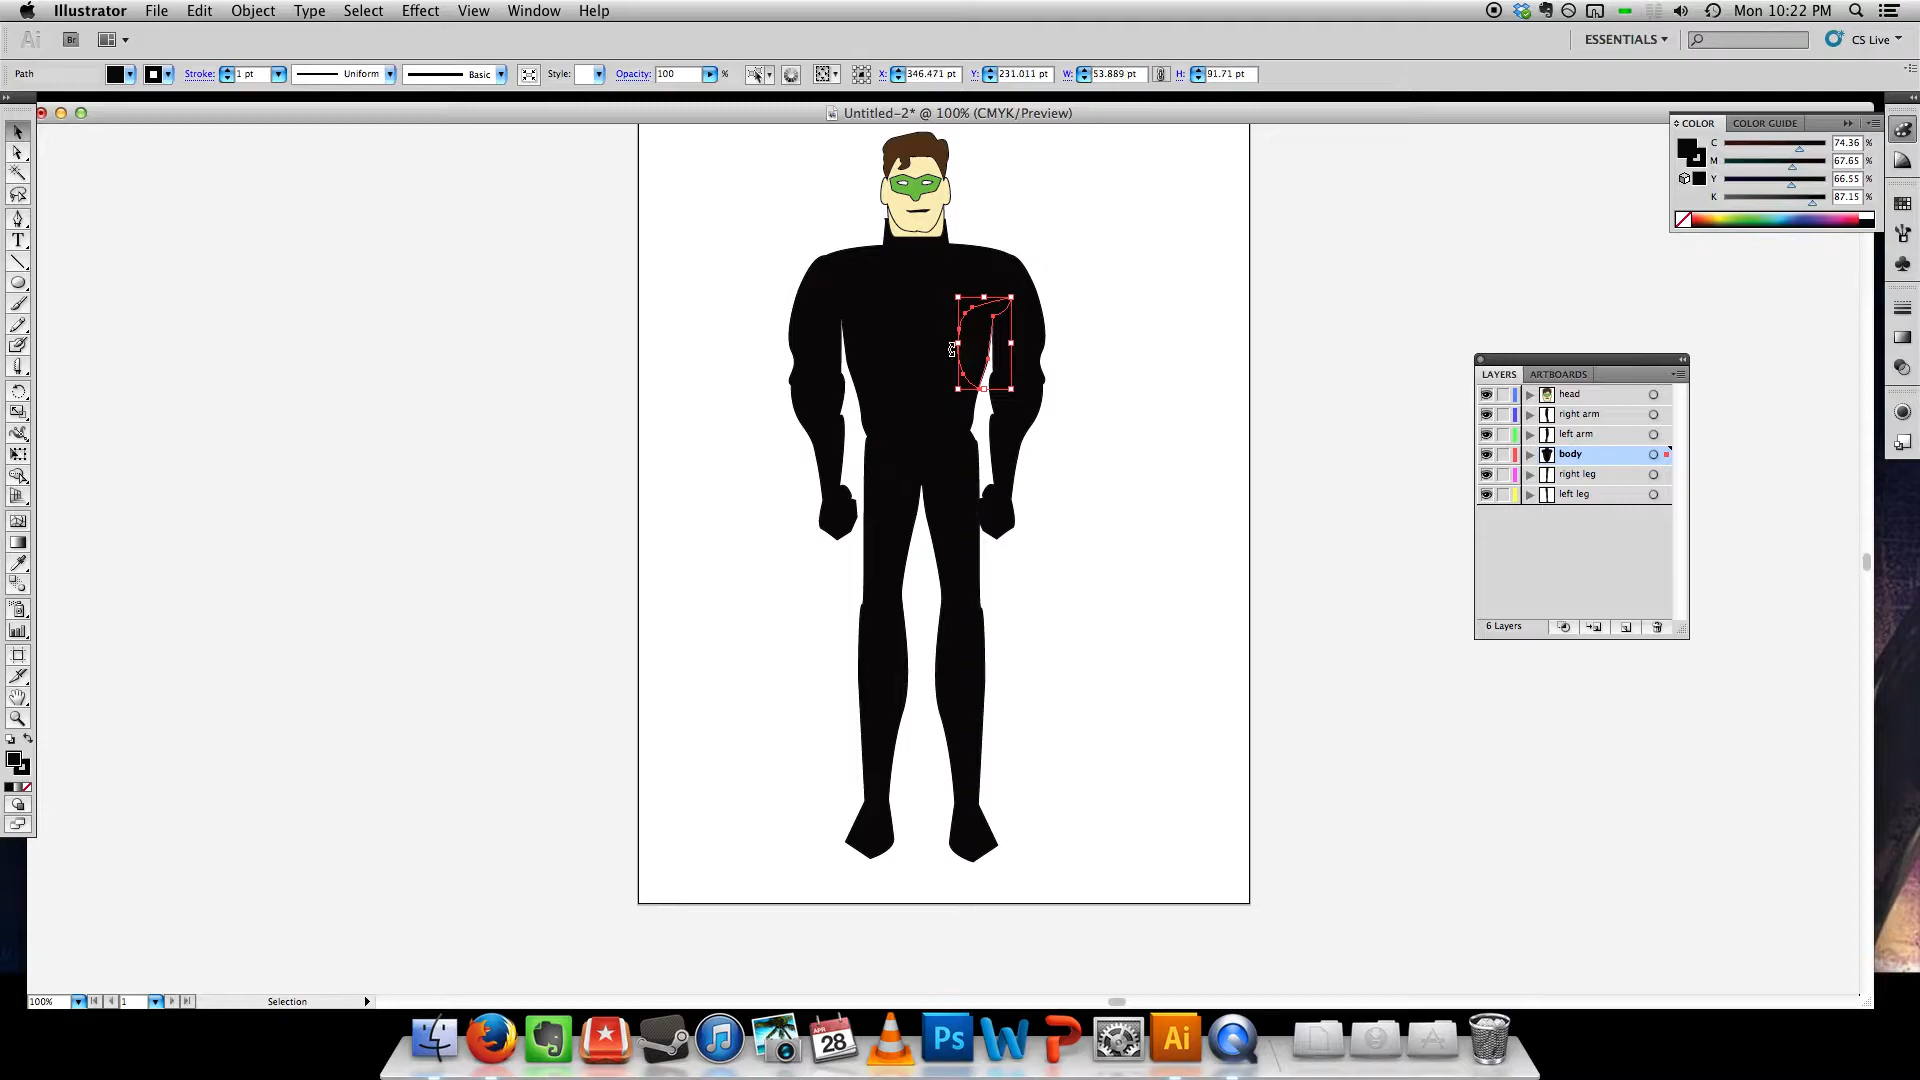 Illustrator File Edit Object Type Select Effect View Window Help Mon 10:22 PM
Ai Br ESSENTIALS CS Live
Path Stroke: 1 pt Uniform Basic Style: Opacity: 100 % X: 346.471 pt Y: 231.011 pt W: 53.889 pt H: 91.71 pt
Untitled-2* @ 100% (CMYK/Preview)
COLOR COLOR GUIDE
C 74.36 %
M 67.65 %
Y 66.55 %
K 87.15 %
T
LAYERS ARTBOARDS
head
right arm
left arm
body
right leg
left leg
6 Layers
100% 1 Selection
APR
28
Ps
W
P
Ai